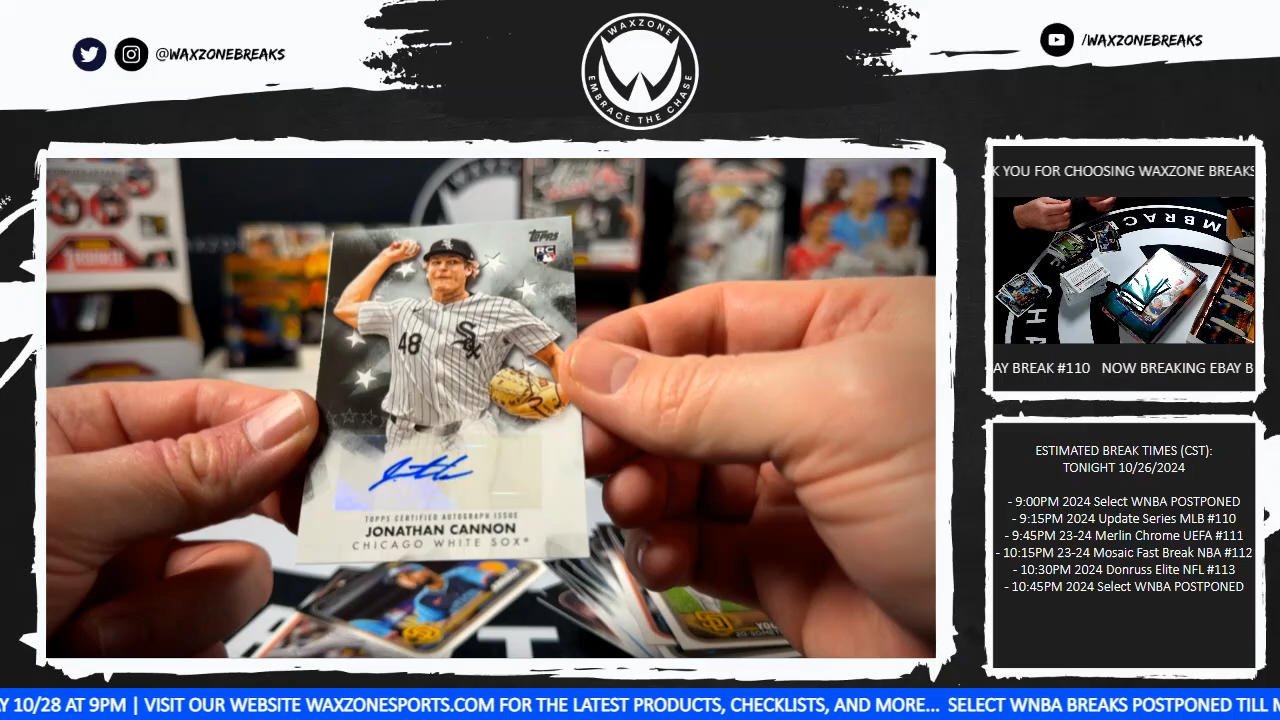 @WAXZONEBREAKS
WAXZONE
EMBRACE THE CHASE
/WAXZONEBREAKS
K YOU FOR CHOOSING WAXZONE BREAKS
MBRAC
HA
AY BREAK #110 NOW BREAKING EBAY B
TOPPS
RC
48
Sox
TOPPS CERTIFIED AUTOGRAPH ISSUE
JONATHAN CANNON
CHICAGO WHITE SOX®
SD
T
ESTIMATED BREAK TIMES (CST):
TONIGHT 10/26/2024
- 9:00PM 2024 Select WNBA POSTPONED
- 9:15PM 2024 Update Series MLB #110
- 9:45PM 23-24 Merlin Chrome UEFA #111
- 10:15PM 23-24 Mosaic Fast Break NBA #112
- 10:30PM 2024 Donruss Elite NFL #113
- 10:45PM 2024 Select WNBA POSTPONED
Y 10/28 AT 9PM | VISIT OUR WEBSITE WAXZONESPORTS.COM FOR THE LATEST PRODUCTS, CHECKLISTS, AND MORE... SELECT WNBA BREAKS POSTPONED TILL